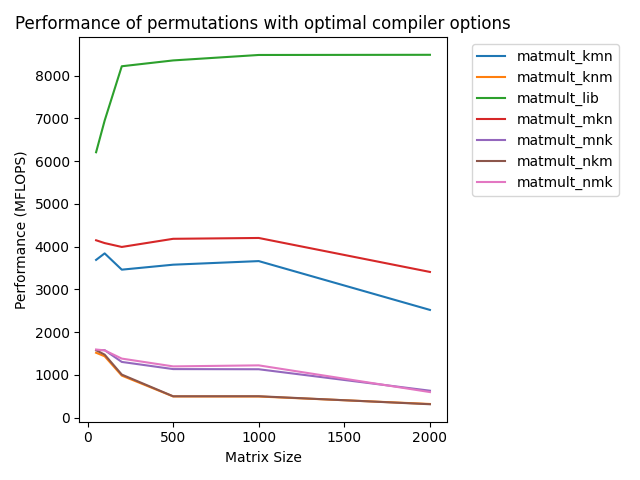 Performance of permutations with optimal compiler options
Performance (MFLOPS)
8000
7000
6000
5000
4000
3000
2000
1000
0
0
500
1000
1500
2000
Matrix Size
matmult_kmn
matmult_knm
matmult_lib
matmult_mkn
matmult_mnk
matmult_nkm
matmult_nmk